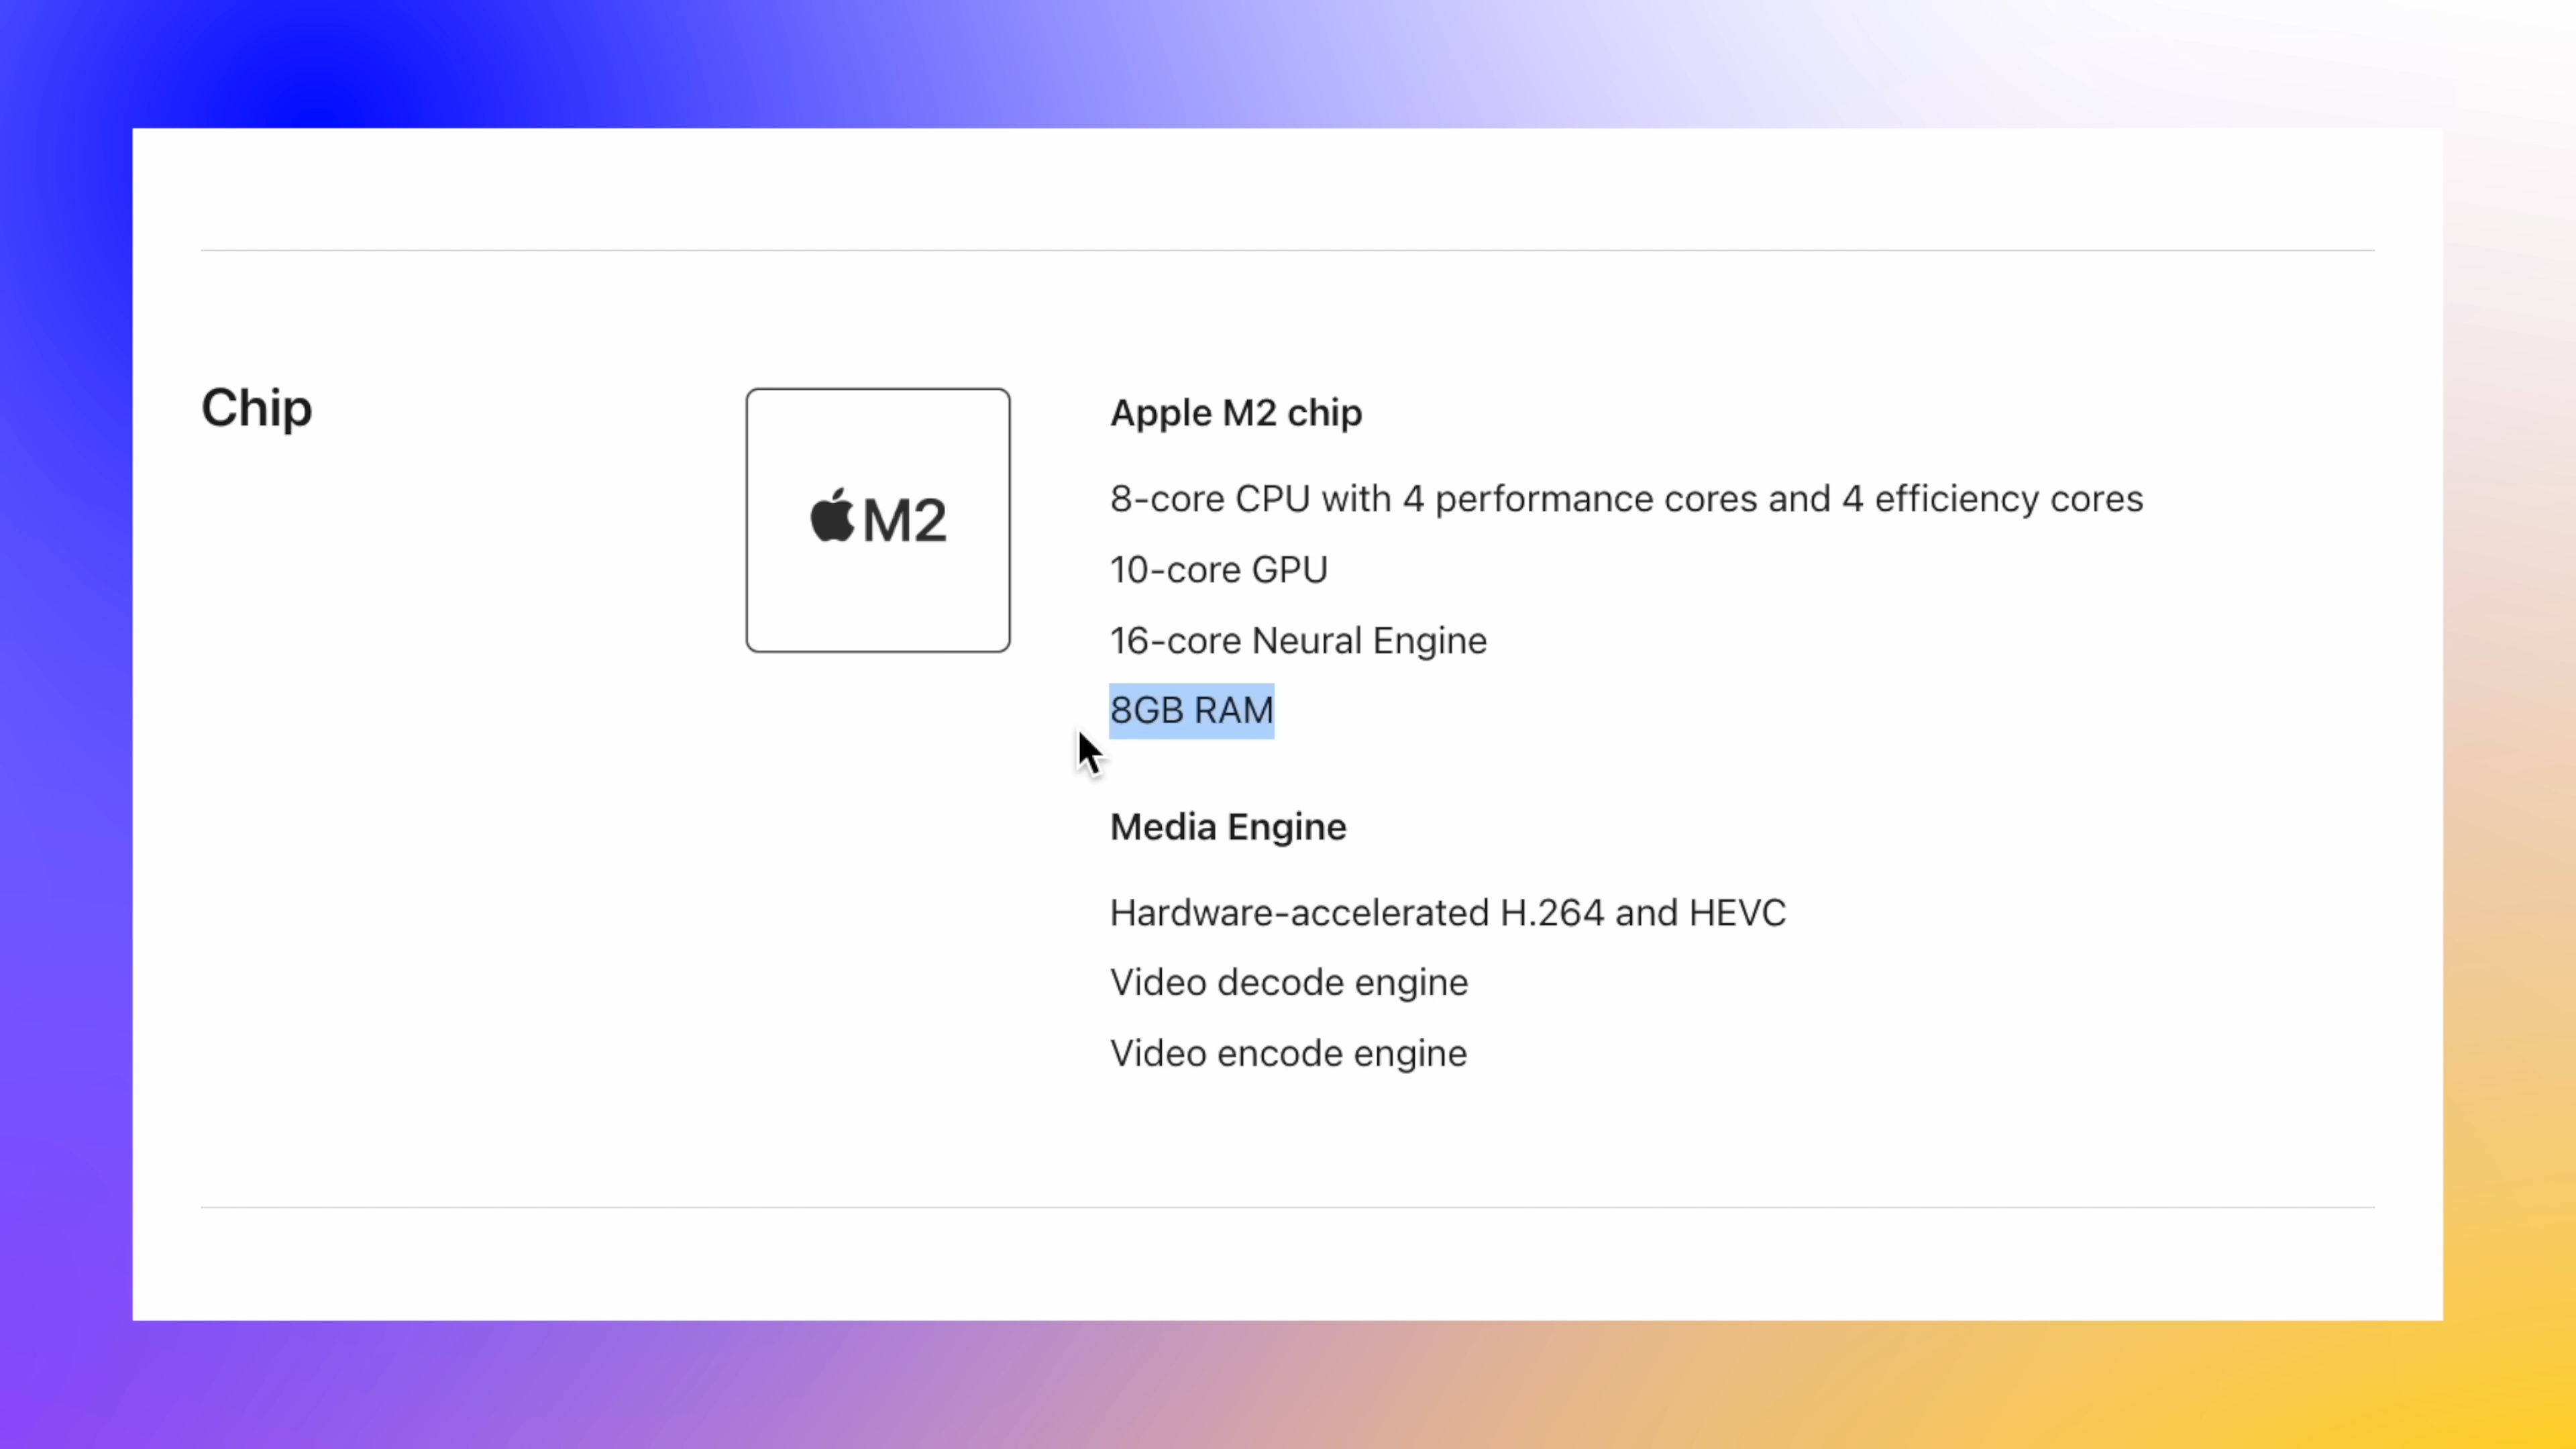 Chip
M2
Apple M2 chip
8-core CPU with 4 performance cores and 4 efficiency cores
10-core GPU
16-core Neural Engine
8GB RAM
Media Engine
Hardware-accelerated H.264 and HEVC
Video decode engine
Video encode engine